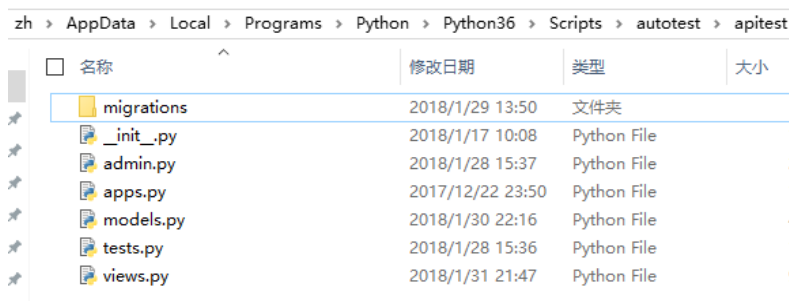 zh > AppData > Local > Programs > Python > Python36 > Scripts > autotest > apitest
名称 修改日期 类型 大小
migrations 2018/1/29 13:50 文件夹
__init__.py 2018/1/17 10:08 Python File
admin.py 2018/1/28 15:37 Python File
apps.py 2017/12/22 23:50 Python File
models.py 2018/1/30 22:16 Python File
tests.py 2018/1/28 15:36 Python File
views.py 2018/1/31 21:47 Python File